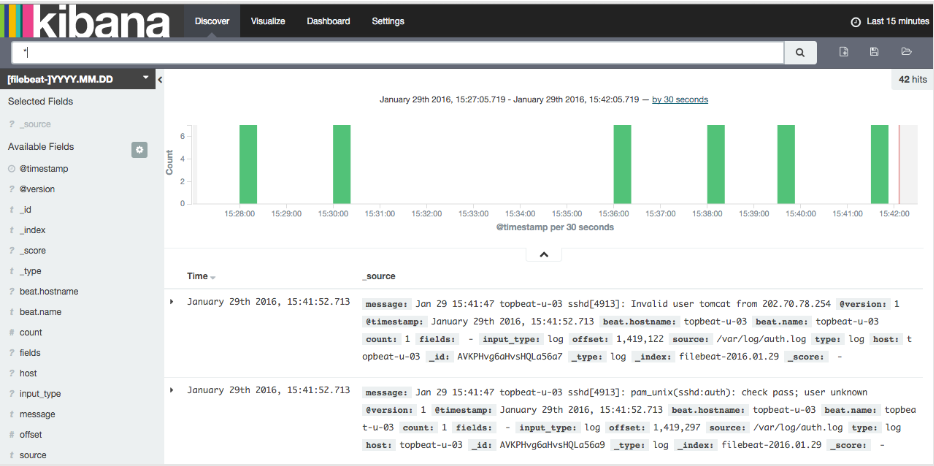 kibana
Discover Visualize Dashboard Settings Last 15 minutes
*
[filebeat-]YYYY.MM.DD
42 hits
Selected Fields
? _source
Available Fields
@timestamp
? @version
t _id
t _index
? _score
t _type
? beat.hostname
t beat.name
# count
? fields
? host
? input_type
t message
# offset
t source
January 29th 2016, 15:27:05.719 - January 29th 2016, 15:42:05.719 — by 30 seconds
Count
6
4
2
0
15:28:00 15:29:00 15:30:00 15:31:00 15:32:00 15:33:00 15:34:00 15:35:00 15:36:00 15:37:00 15:38:00 15:39:00 15:40:00 15:41:00 15:42:00
@timestamp per 30 seconds
Time _source
January 29th 2016, 15:41:52.713 message: Jan 29 15:41:47 topbeat-u-03 sshd[4913]: Invalid user tomcat from 202.70.78.254 @version: 1
@timestamp: January 29th 2016, 15:41:52.713 beat.hostname: topbeat-u-03 beat.name: topbeat-u-03
count: 1 fields: - input_type: log offset: 1,419,122 source: /var/log/auth.log type: log host: t
opbeat-u-03 _id: AVKPHvg6aHvsHQLa56a7 _type: log _index: filebeat-2016.01.29 _score: -
January 29th 2016, 15:41:52.713 message: Jan 29 15:41:47 topbeat-u-03 sshd[4913]: pam_unix(sshd:auth): check pass; user unknown
@version: 1 @timestamp: January 29th 2016, 15:41:52.713 beat.hostname: topbeat-u-03 beat.name: topbea
t-u-03 count: 1 fields: - input_type: log offset: 1,419,297 source: /var/log/auth.log type: log
host: topbeat-u-03 _id: AVKPHvg6aHvsHQLa56a9 _type: log _index: filebeat-2016.01.29 _score: -